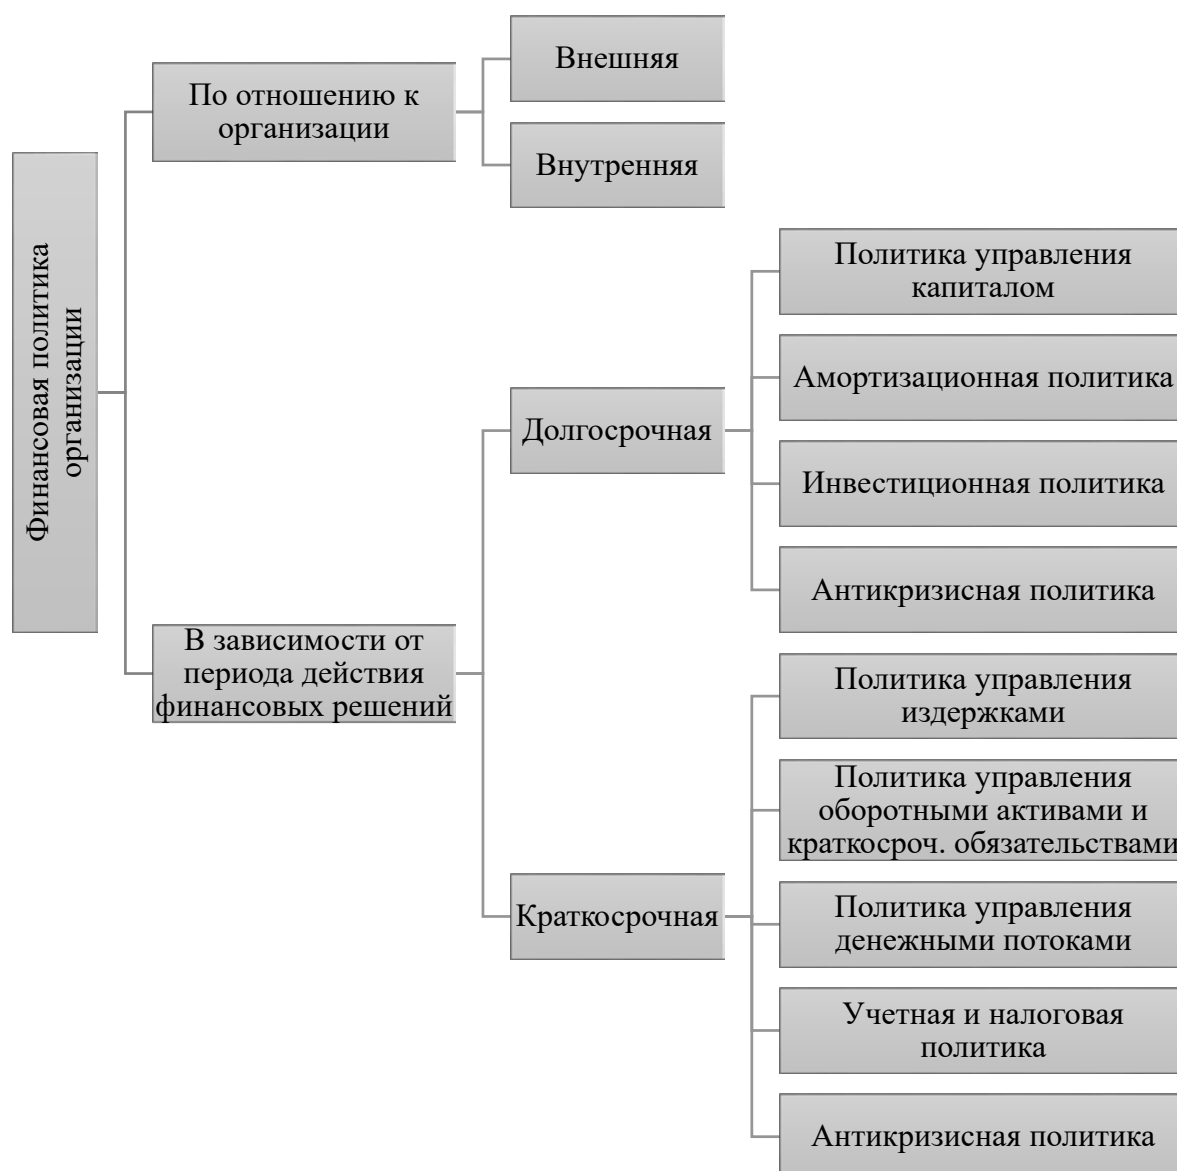 Финансовая политика
организации
По отношению к
организации
Внешняя
Внутренняя
В зависимости от
периода действия
финансовых решений
Долгосрочная
Политика управления
капиталом
Амортизационная политика
Инвестиционная политика
Антикризисная политика
Краткосрочная
Политика управления
издержками
Политика управления
оборотными активами и
краткосроч. обязательствами
Политика управления
денежными потоками
Учетная и налоговая
политика
Антикризисная политика